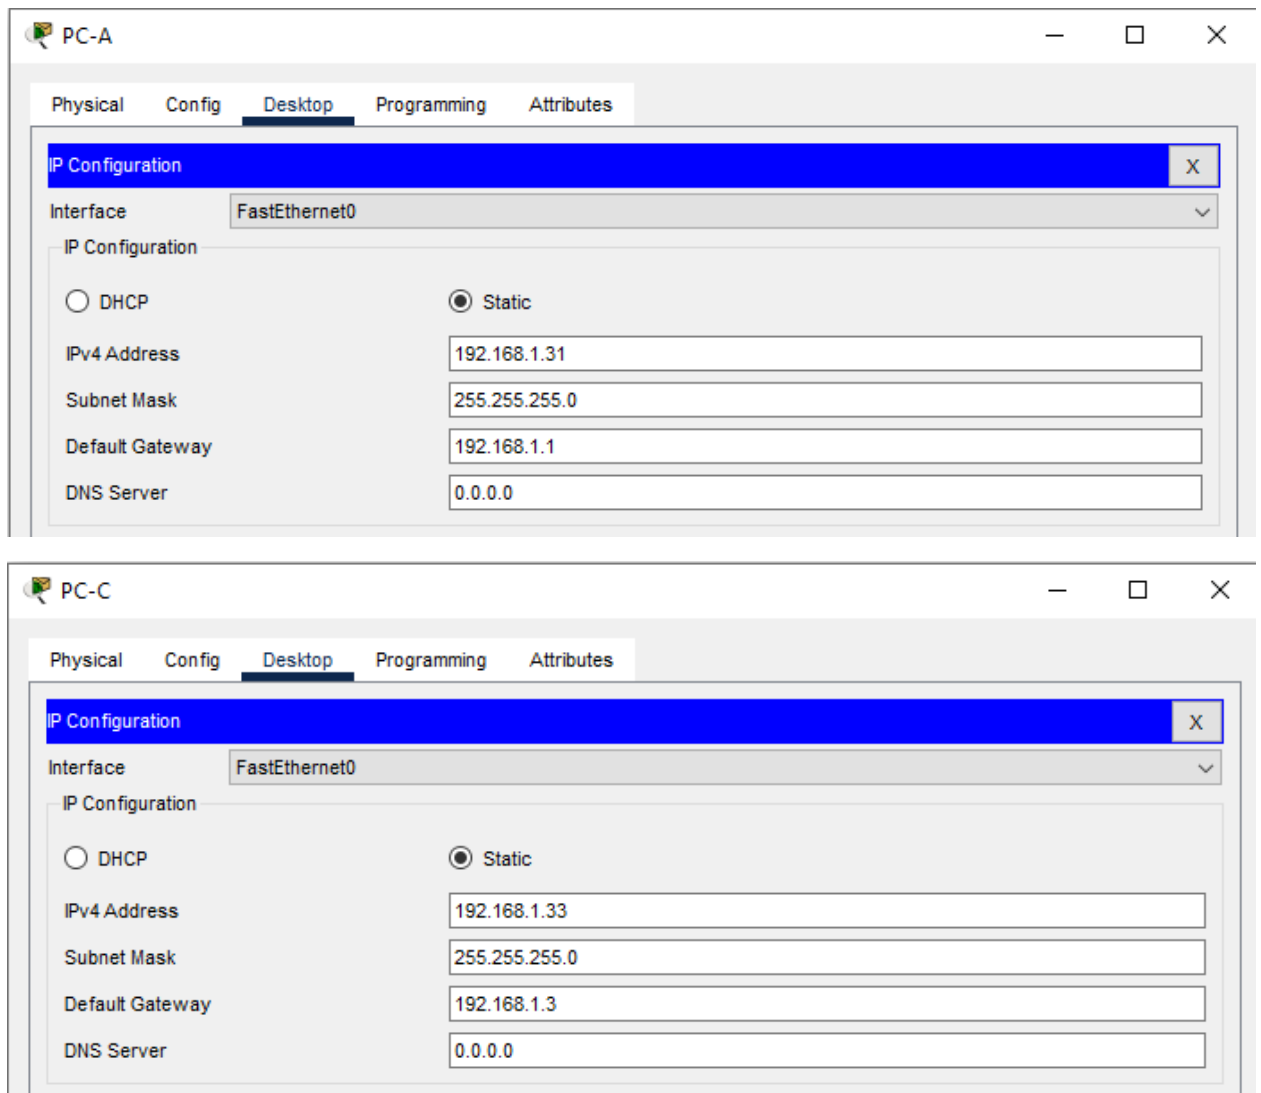 PC-A
Physical Config Desktop Programming Attributes
IP Configuration X
Interface FastEthernet0
IP Configuration
DHCP Static
IPv4 Address 192.168.1.31
Subnet Mask 255.255.255.0
Default Gateway 192.168.1.1
DNS Server 0.0.0.0
PC-C
Physical Config Desktop Programming Attributes
IP Configuration X
Interface FastEthernet0
IP Configuration
DHCP Static
IPv4 Address 192.168.1.33
Subnet Mask 255.255.255.0
Default Gateway 192.168.1.3
DNS Server 0.0.0.0